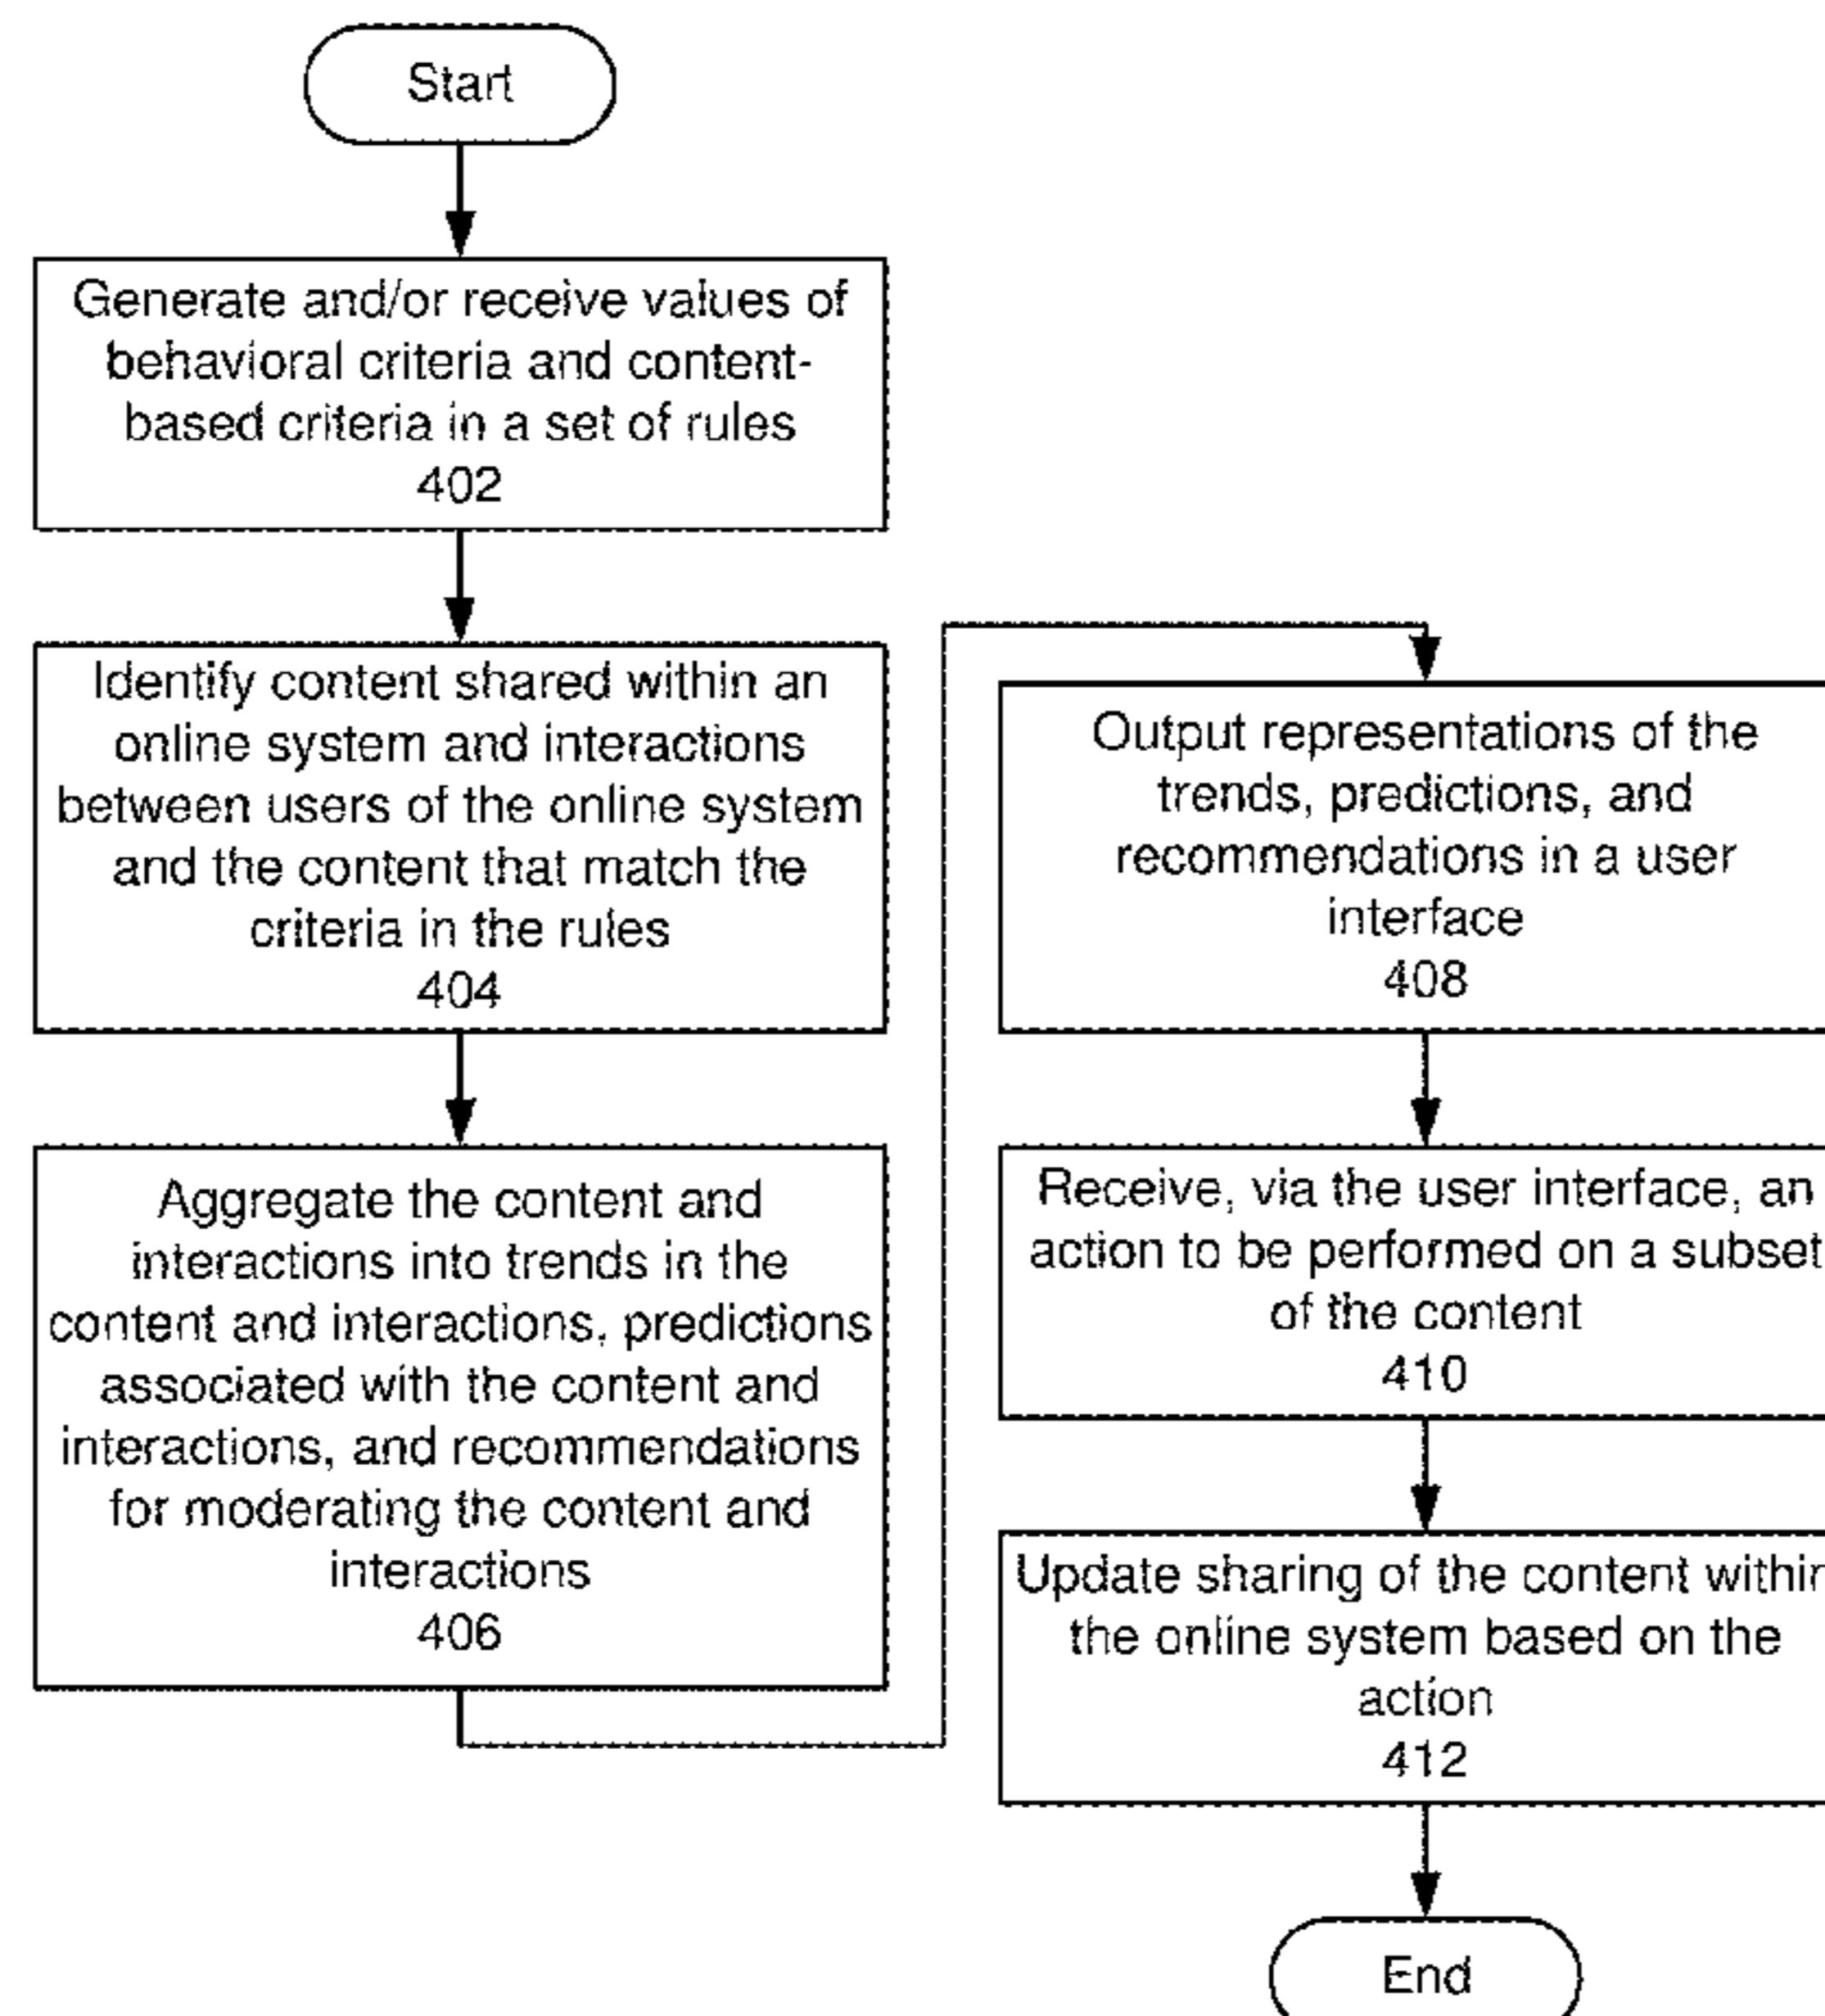 Start
Generate and/or receive values of
behavioral criteria and content-
based criteria in a set of rules
402
Identify content shared within an
online system and interactions
between users of the online system
and the content that match the
criteria in the rules
404
Aggregate the content and
interactions into trends in the
content and interactions, predictions
associated with the content and
interactions, and recommendations
for moderating the content and
interactions
406
Output representations of the
trends, predictions, and
recommendations in a user
interface
408
Receive, via the user interface, an
action to be performed on a subset
of the content
410
Update sharing of the content within
the online system based on the
action
412
End